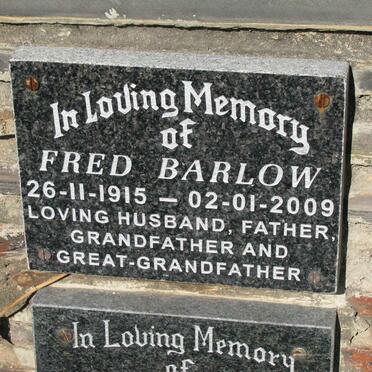 In Loving Memory
of
FRED BARLOW
26-11-1915 — 02-01-2009
LOVING HUSBAND, FATHER,
GRANDFATHER AND
GREAT-GRANDFATHER
In Loving Memory
of